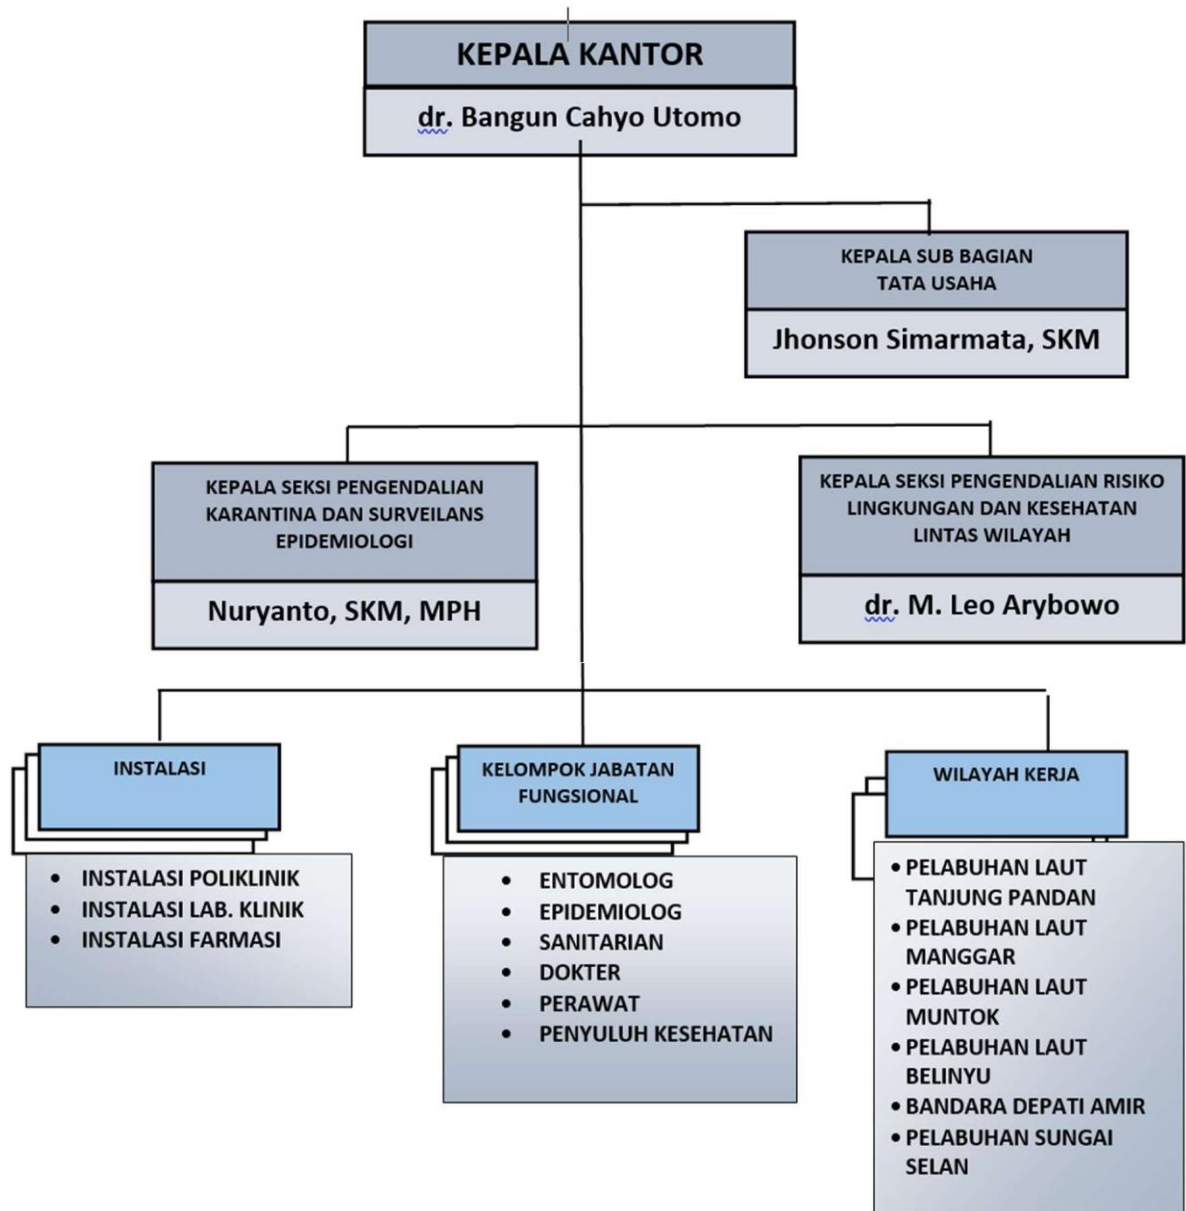 KEPALA KANTOR
dr. Bangun Cahyo Utomo
KEPALA SUB BAGIAN
TATA USAHA
Jhonson Simarmata, SKM
KEPALA SEKSI PENGENDALIAN
KARANTINA DAN SURVEILANS
EPIDEMIOLOGI
Nuryanto, SKM, MPH
KEPALA SEKSI PENGENDALIAN RISIKO
LINGKUNGAN DAN KESEHATAN
LINTAS WILAYAH
dr. M. Leo Arybowo
INSTALASI
• INSTALASI POLIKLINIK
• INSTALASI LAB. KLINIK
• INSTALASI FARMASI
KELOMPOK JABATAN
FUNGSIONAL
• ENTOMOLOG
• EPIDEMIOLOG
• SANITARIAN
• DOKTER
• PERAWAT
• PENYULUH KESEHATAN
WILAYAH KERJA
• PELABUHAN LAUT
TANJUNG PANDAN
• PELABUHAN LAUT
MANGGAR
• PELABUHAN LAUT
MUNTOK
• PELABUHAN LAUT
BELINYU
• BANDARA DEPATI AMIR
• PELABUHAN SUNGAI
SELAN